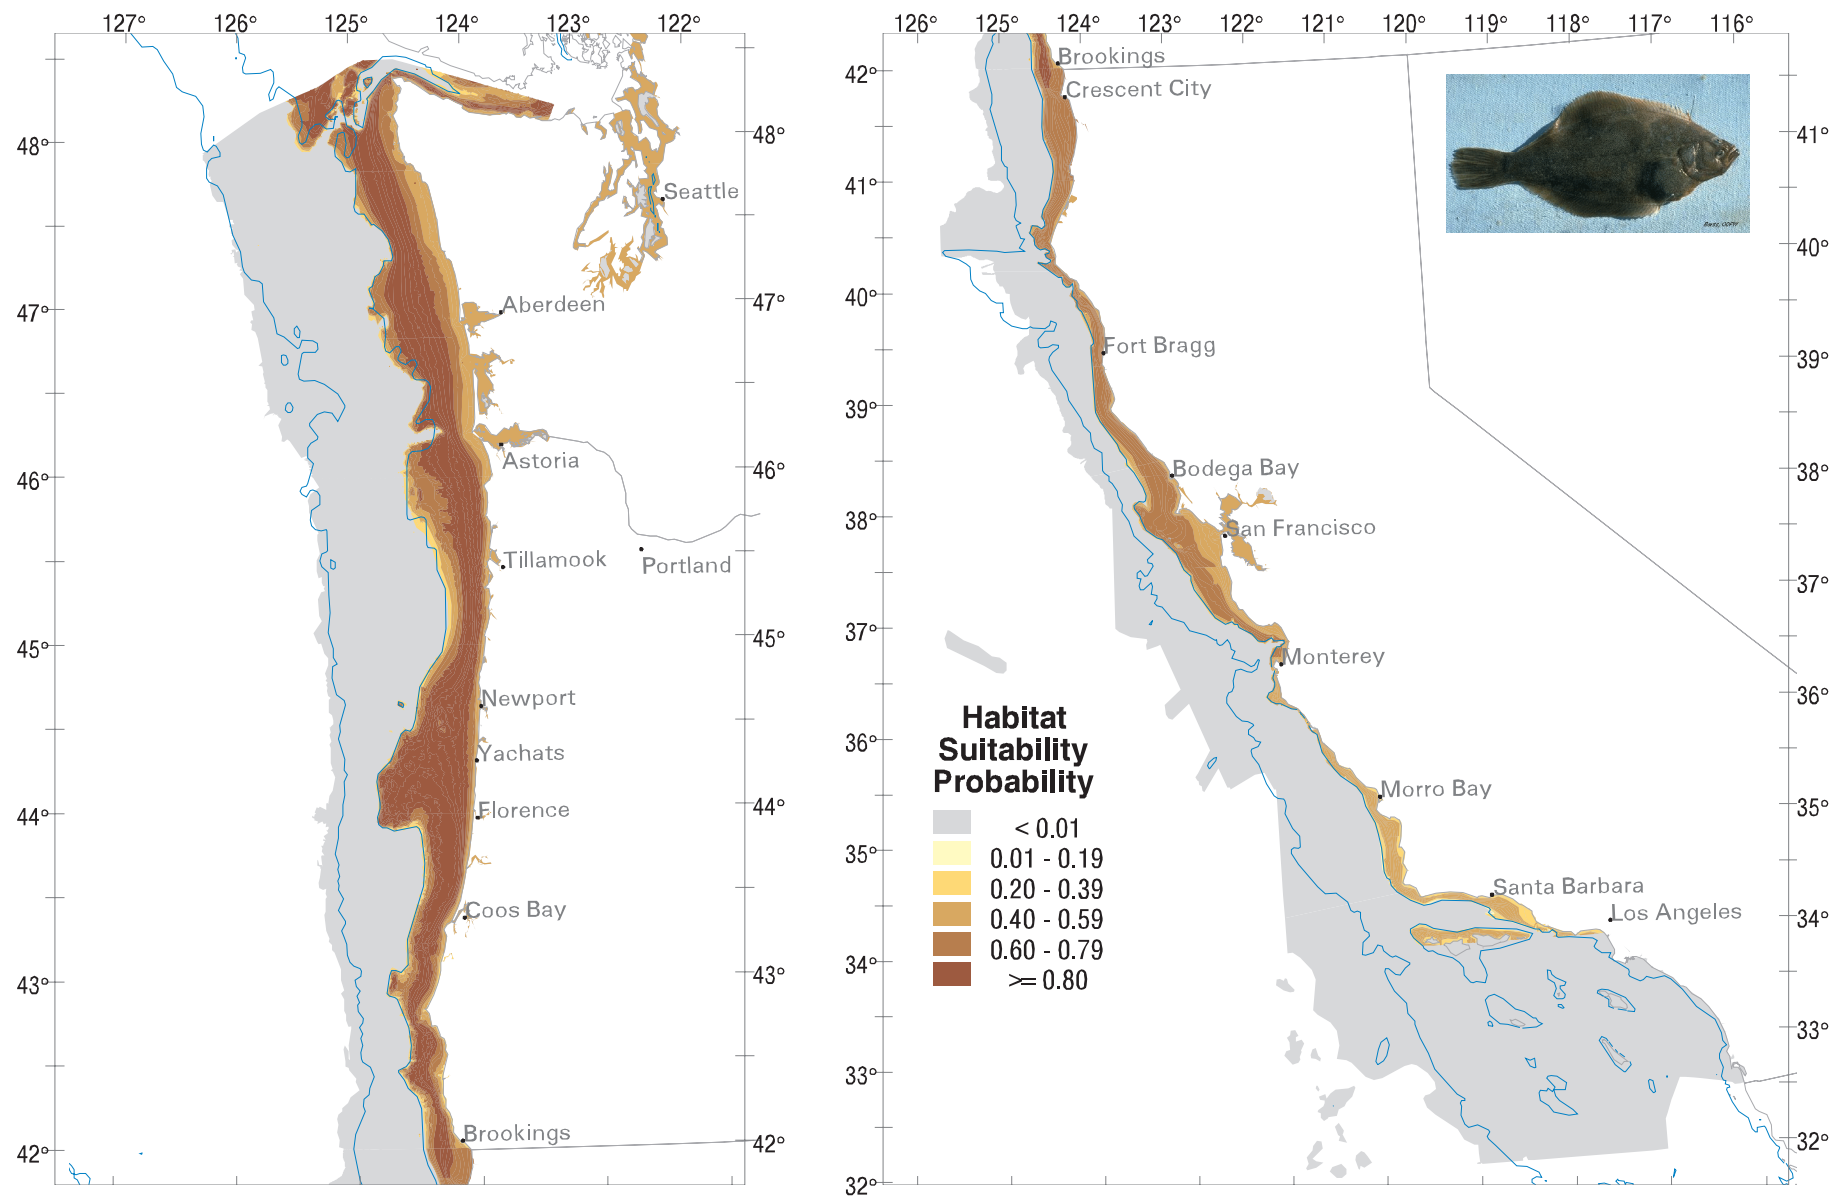 127° 126° 125° 124° 123° 122°
48° 48°
Seattle
47° 47°
Aberdeen
46° 46°
Astoria
Tillamook
Portland
45° 45°
Newport
Yachats
44° 44°
Florence
Coos Bay
43° 43°
Brookings
42° 42°
126° 125° 124° 123° 122° 121° 120° 119° 118° 117° 116°
Brookings
42°
Crescent City
41° 41°
40° 40°
Fort Bragg
39° 39°
Bodega Bay
38° 38°
San Francisco
37° 37°
Monterey
36° 36°
Morro Bay
35° 35°
Santa Barbara
Los Angeles
34° 34°
33° 33°
32° 32°
Habitat
Suitability
Probability
< 0.01
0.01 - 0.19
0.20 - 0.39
0.40 - 0.59
0.60 - 0.79
>= 0.80